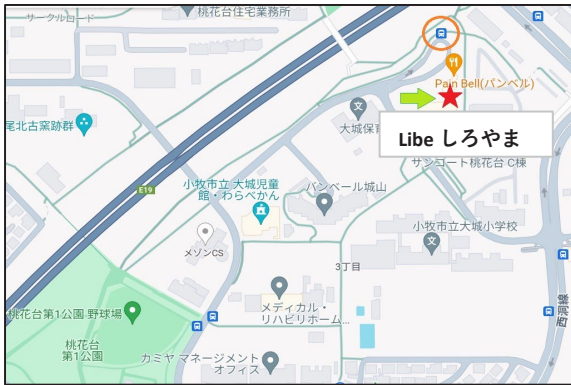 サークルロード
桃花台住宅業務所
Pain Bell(パンベル)
尾北古窯跡群
大城保育
Libe しろやま
サンコート桃花台 C棟
E19
小牧市立 大城児童
館・わらべかん
パンベール城山
小牧市立大城小学校
メゾンCS
3丁目
西河線
メディカル・
リハビリホーム...
桃花台第1公園 野球場
桃花台
第1公園
カミヤ マネージメント
オフィス